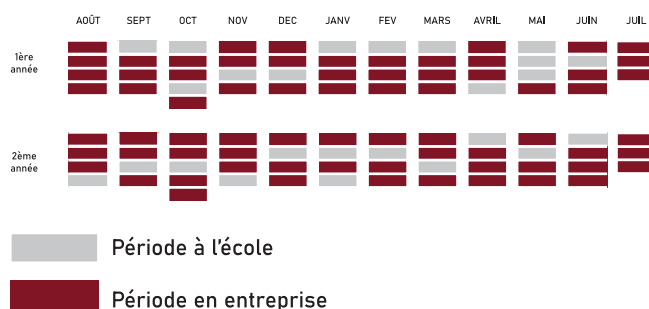 AOÛT SEPT OCT NOV DEC JANV FEV MARS AVRIL MAI JUIN JUIL
1ère
année
2ème
année
Période à l'école
Période en entreprise